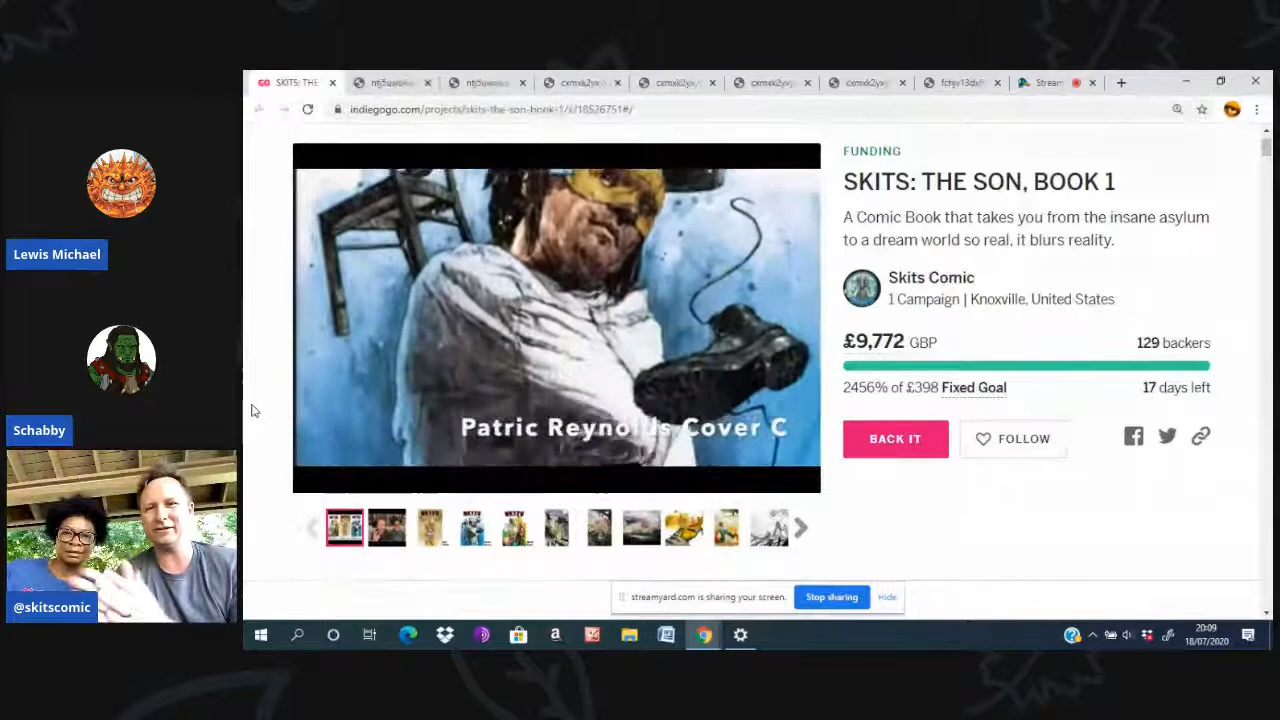 Lewis Michael
Schabby
@skitscomic
GO SKITS: THE
Stream
indiegogo.com/projects/skits-the-son-book-1/x/18526751#/
Patric Reynolds Cover C
FUNDING
SKITS: THE SON, BOOK 1
A Comic Book that takes you from the insane asylum
to a dream world so real, it blurs reality.
Skits Comic
1 Campaign | Knoxville, United States
£9,772 GBP
129 backers
2456% of £398 Fixed Goal
17 days left
BACK IT
FOLLOW
streamyard.com is sharing your screen.
Stop sharing
Hide
20:09
18/07/2020